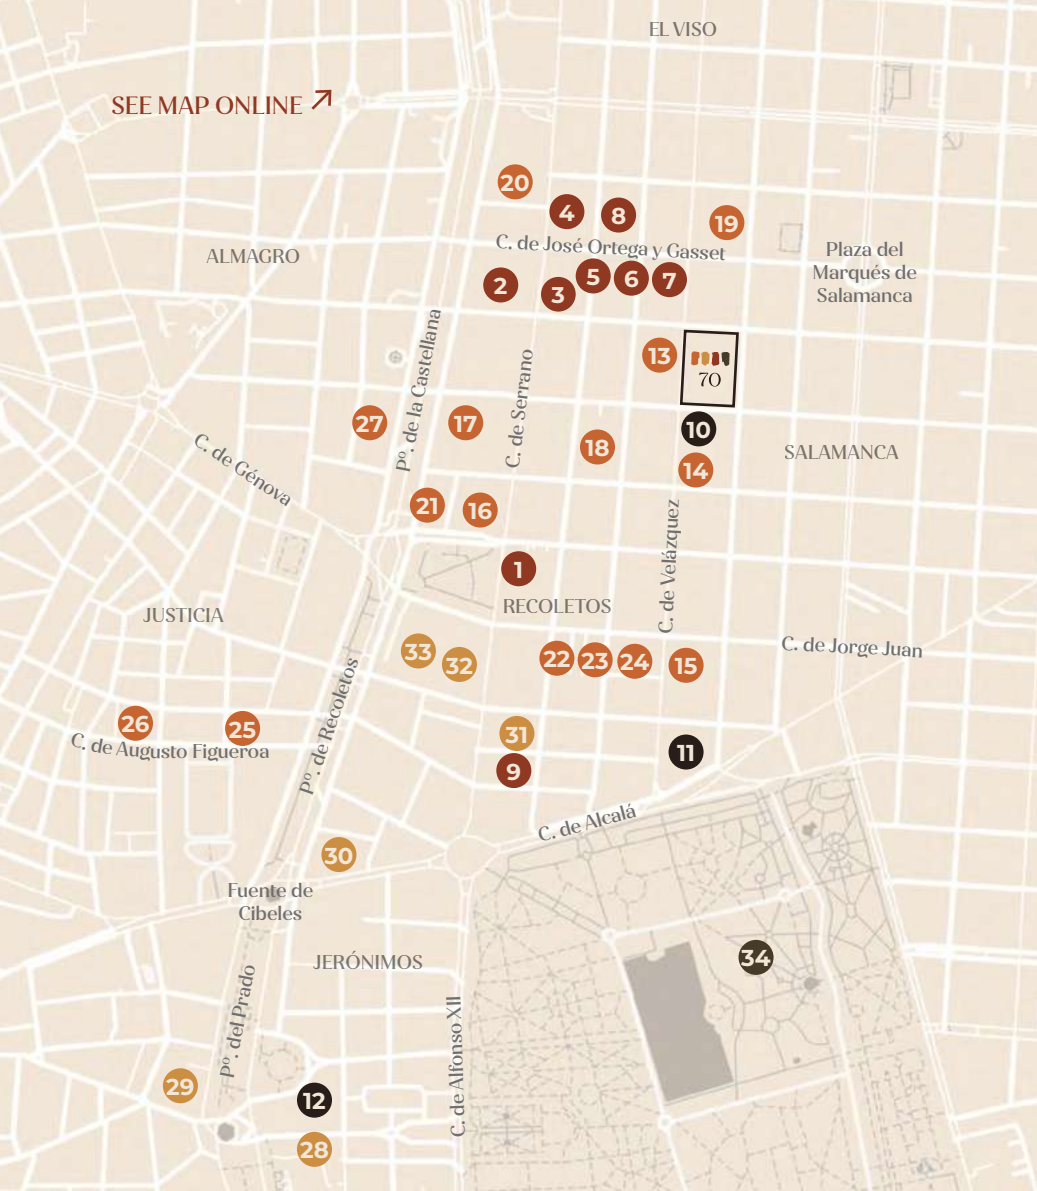 EL VISO
SEE MAP ONLINE
20
4
8
19
C. de José Ortega y Gasset
ALMAGRO
Plaza del
Marqués de
Salamanca
2
3
5
6
7
Pº. de la Castellana
C. de Serrano
13
70
27
17
18
10
14
SALAMANCA
C. de Génova
21
16
C. de Velázquez
1
RECOLETOS
JUSTICIA
C. de Jorge Juan
33
32
22
23
24
15
Pº. de Recoletos
26
25
C. de Augusto Figueroa
31
9
11
C. de Alcalá
30
Fuente de
Cibeles
JERÓNIMOS
34
Pº. del Prado
C. de Alfonso XII
29
12
28